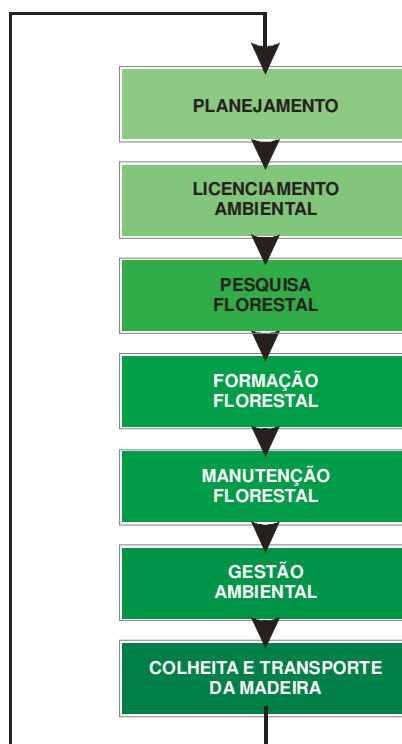 PLANEJAMENTO
LICENCIAMENTO
AMBIENTAL
PESQUISA
FLORESTAL
FORMAÇÃO
FLORESTAL
MANUTENÇÃO
FLORESTAL
GESTÃO
AMBIENTAL
COLHEITA E TRANSPORTE
DA MADEIRA